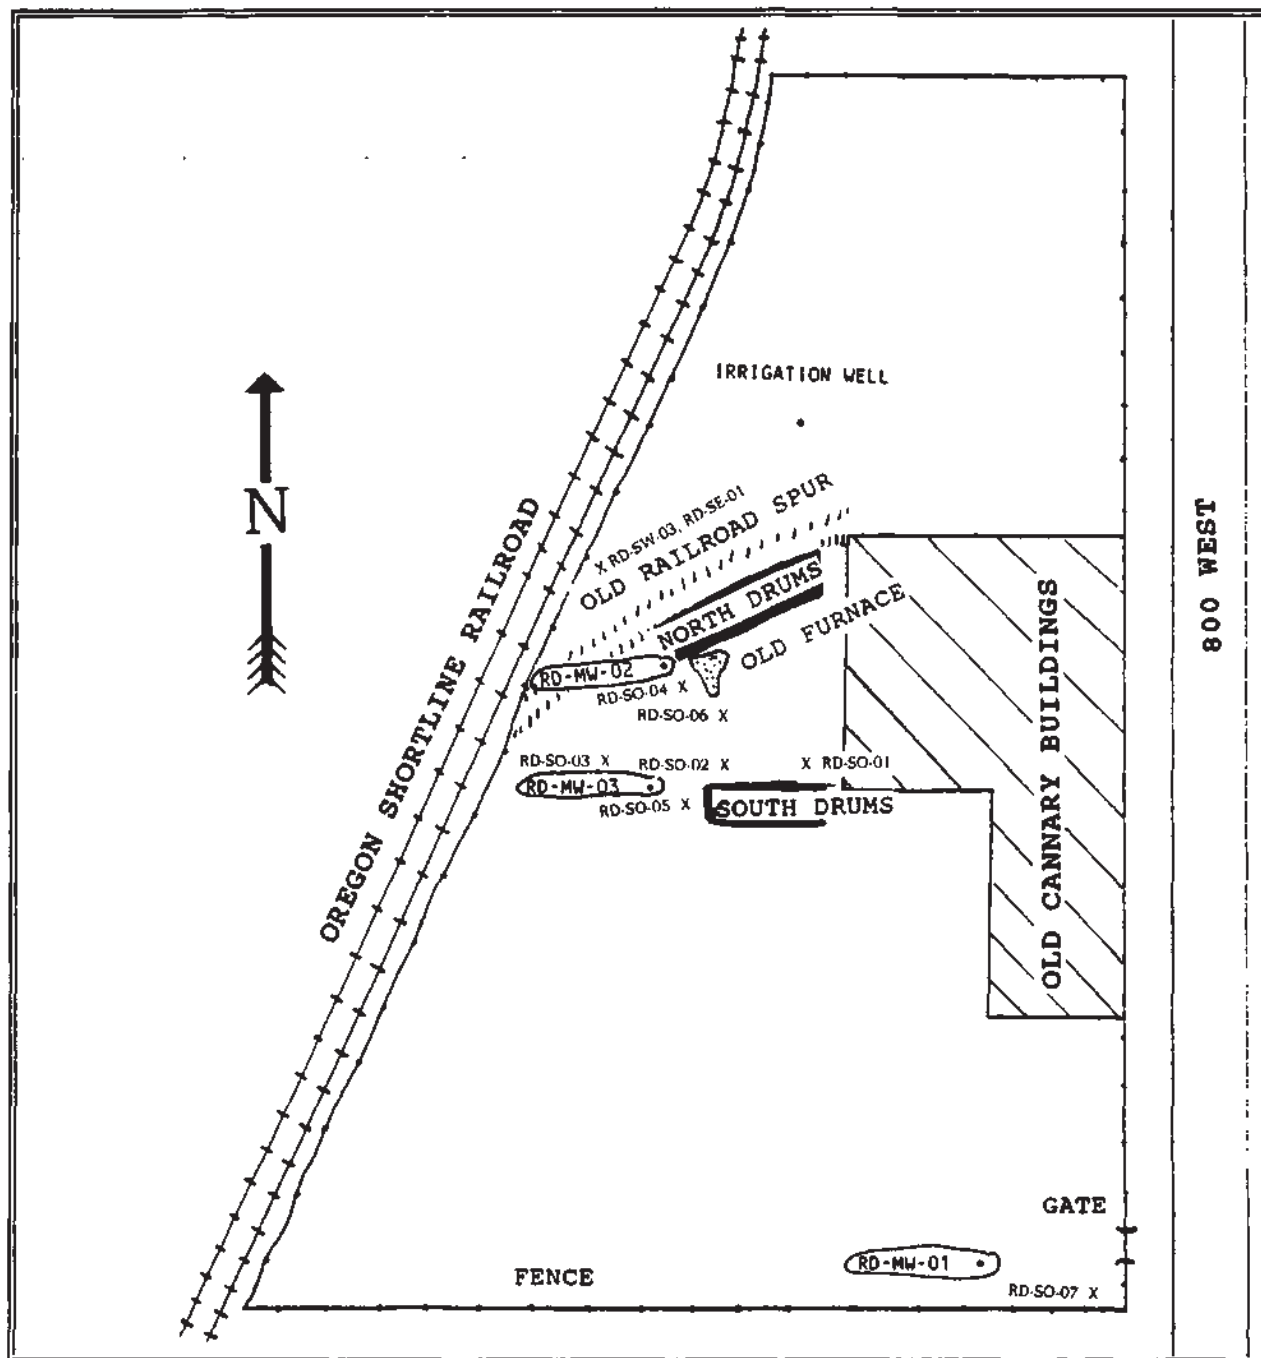 IRRIGATION WELL
N
X RD-SW-03, RD-SE-01
OLD RAILROAD SPUR
NORTH DRUMS
OLD FURNACE
800 WEST
OREGON SHORTLINE RAILROAD
RD-MW-02
RD-SO-04 X
RD-SO-06 X
RD-SO-03 X
RD-SO-02 X
X RD-SO-01
RD-MW-03
RD-SO-05 X
SOUTH DRUMS
OLD CANNARY BUILDINGS
GATE
RD-MW-01
FENCE
RD-SO-07 X